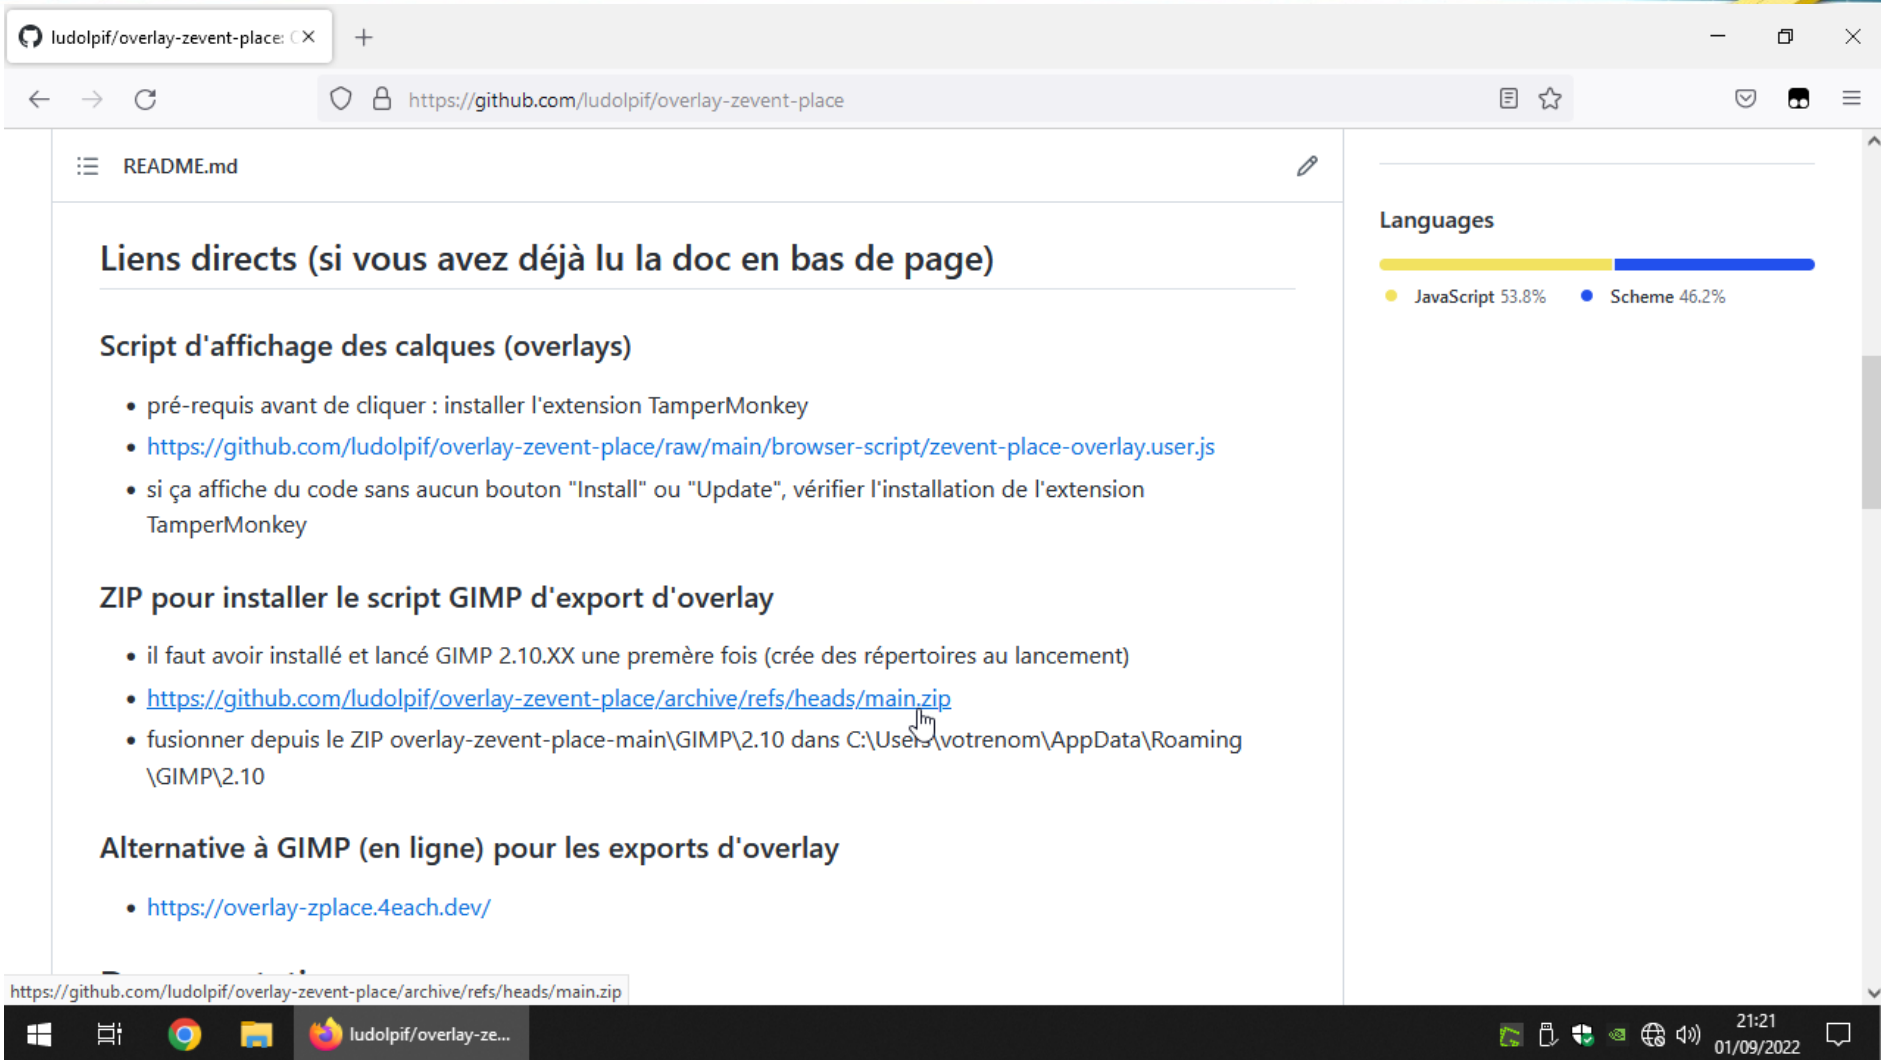 ludolpif/overlay-zevent-place:
https://github.com/ludolpif/overlay-zevent-place
README.md
Liens directs (si vous avez déjà lu la doc en bas de page)
Script d'affichage des calques (overlays)
pré-requis avant de cliquer : installer l'extension TamperMonkey
https://github.com/ludolpif/overlay-zevent-place/raw/main/browser-script/zevent-place-overlay.user.js
si ça affiche du code sans aucun bouton "Install" ou "Update", vérifier l'installation de l'extension
TamperMonkey
ZIP pour installer le script GIMP d'export d'overlay
il faut avoir installé et lancé GIMP 2.10.XX une premère fois (crée des répertoires au lancement)
https://github.com/ludolpif/overlay-zevent-place/archive/refs/heads/main.zip
fusionner depuis le ZIP overlay-zevent-place-main\GIMP\2.10 dans C:\Users\votrenom\AppData\Roaming
\GIMP\2.10
Alternative à GIMP (en ligne) pour les exports d'overlay
https://overlay-zplace.4each.dev/
Languages
JavaScript 53.8%
Scheme 46.2%
https://github.com/ludolpif/overlay-zevent-place/archive/refs/heads/main.zip
ludolpif/overlay-ze...
21:21
01/09/2022